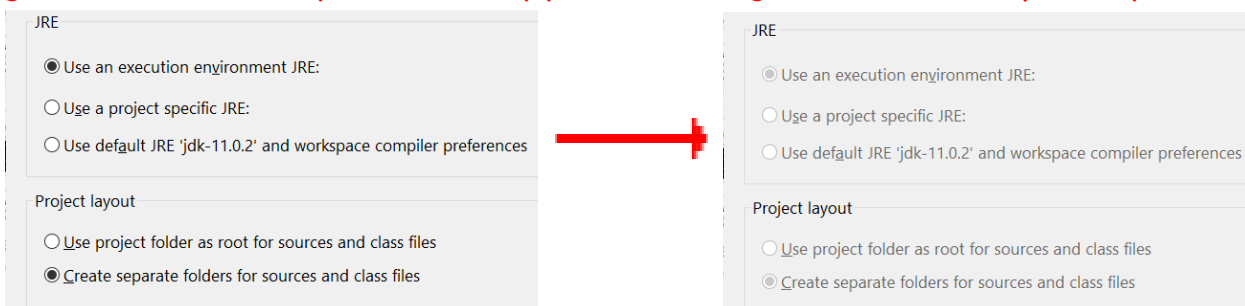 JRE
Use an execution environment JRE:
Use a project specific JRE:
Use default JRE 'jdk-11.0.2' and workspace compiler preferences
Project layout
Use project folder as root for sources and class files
Create separate folders for sources and class files
JRE
Use an execution environment JRE:
Use a project specific JRE:
Use default JRE 'jdk-11.0.2' and workspace compiler preferences
Project layout
Use project folder as root for sources and class files
Create separate folders for sources and class files